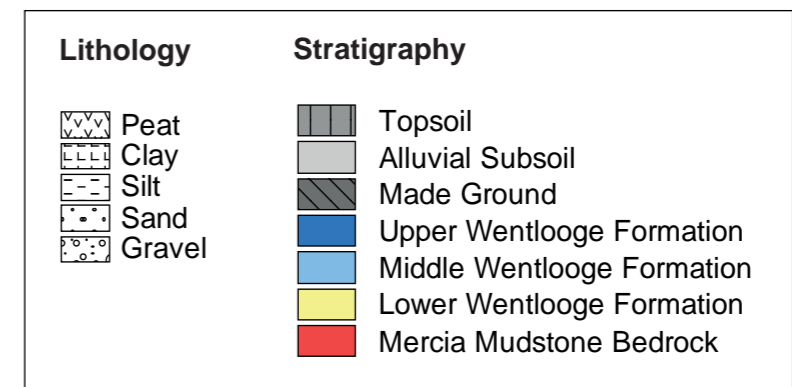 Lithology
Peat
Clay
Silt
Sand
Gravel
Stratigraphy
Topsoil
Alluvial Subsoil
Made Ground
Upper Wentlooge Formation
Middle Wentlooge Formation
Lower Wentlooge Formation
Mercia Mudstone Bedrock